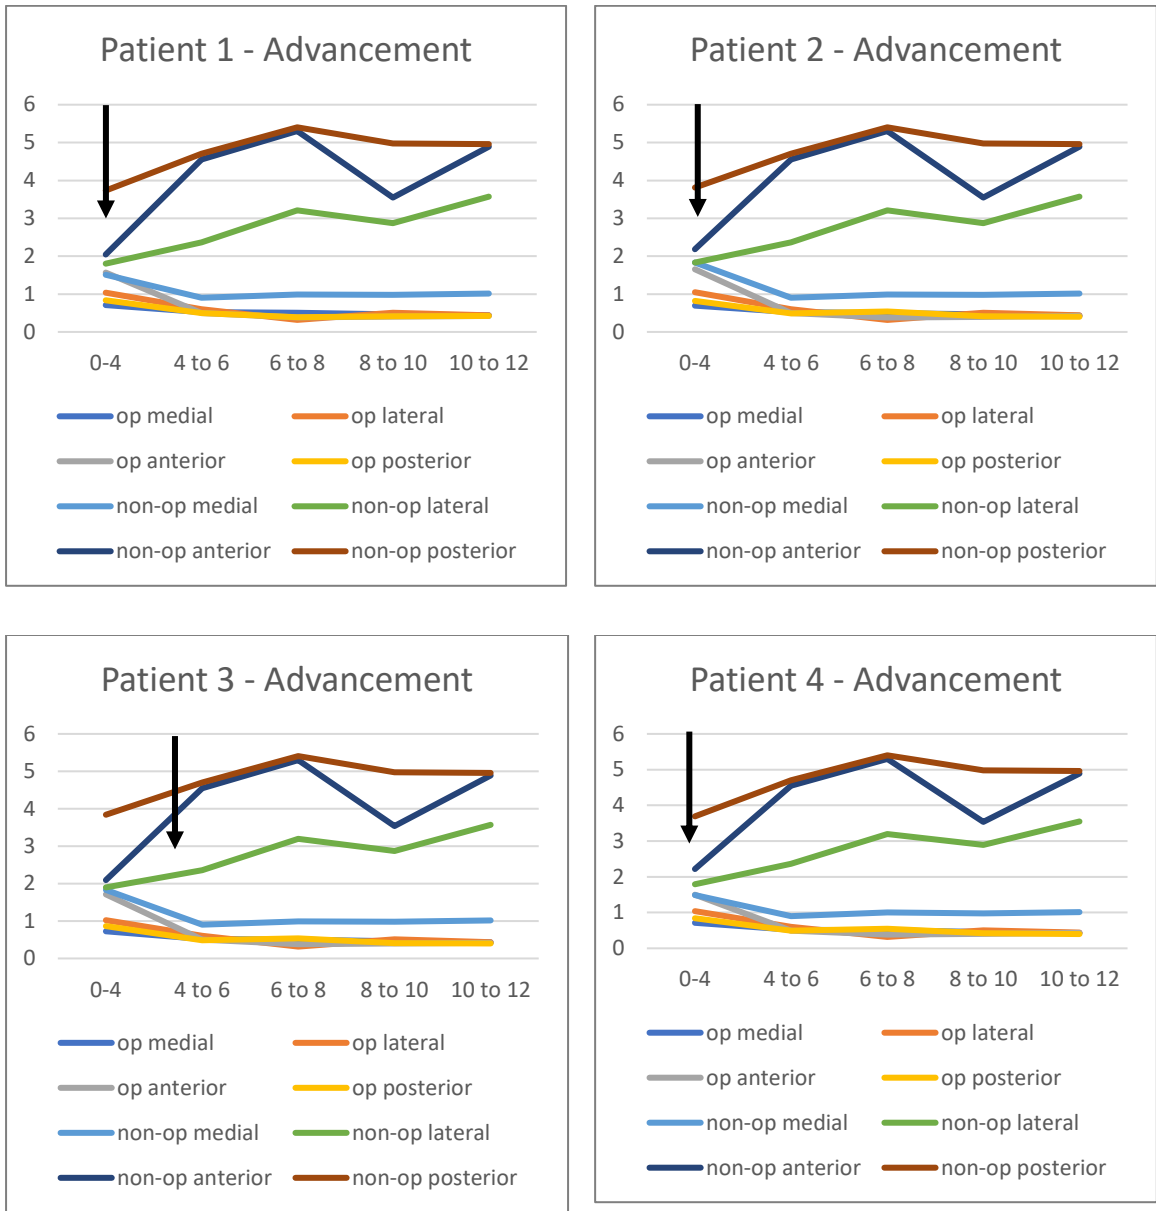 Patient 1 - Advancement
6
5
4
3
2
1
0
0-4 4 to 6 6 to 8 8 to 10 10 to 12
op medial op lateral
op anterior op posterior
non-op medial non-op lateral
non-op anterior non-op posterior
Patient 2 - Advancement
6
5
4
3
2
1
0
0-4 4 to 6 6 to 8 8 to 10 10 to 12
op medial op lateral
op anterior op posterior
non-op medial non-op lateral
non-op anterior non-op posterior
Patient 3 - Advancement
6
5
4
3
2
1
0
0-4 4 to 6 6 to 8 8 to 10 10 to 12
op medial op lateral
op anterior op posterior
non-op medial non-op lateral
non-op anterior non-op posterior
Patient 4 - Advancement
6
5
4
3
2
1
0
0-4 4 to 6 6 to 8 8 to 10 10 to 12
op medial op lateral
op anterior op posterior
non-op medial non-op lateral
non-op anterior non-op posterior